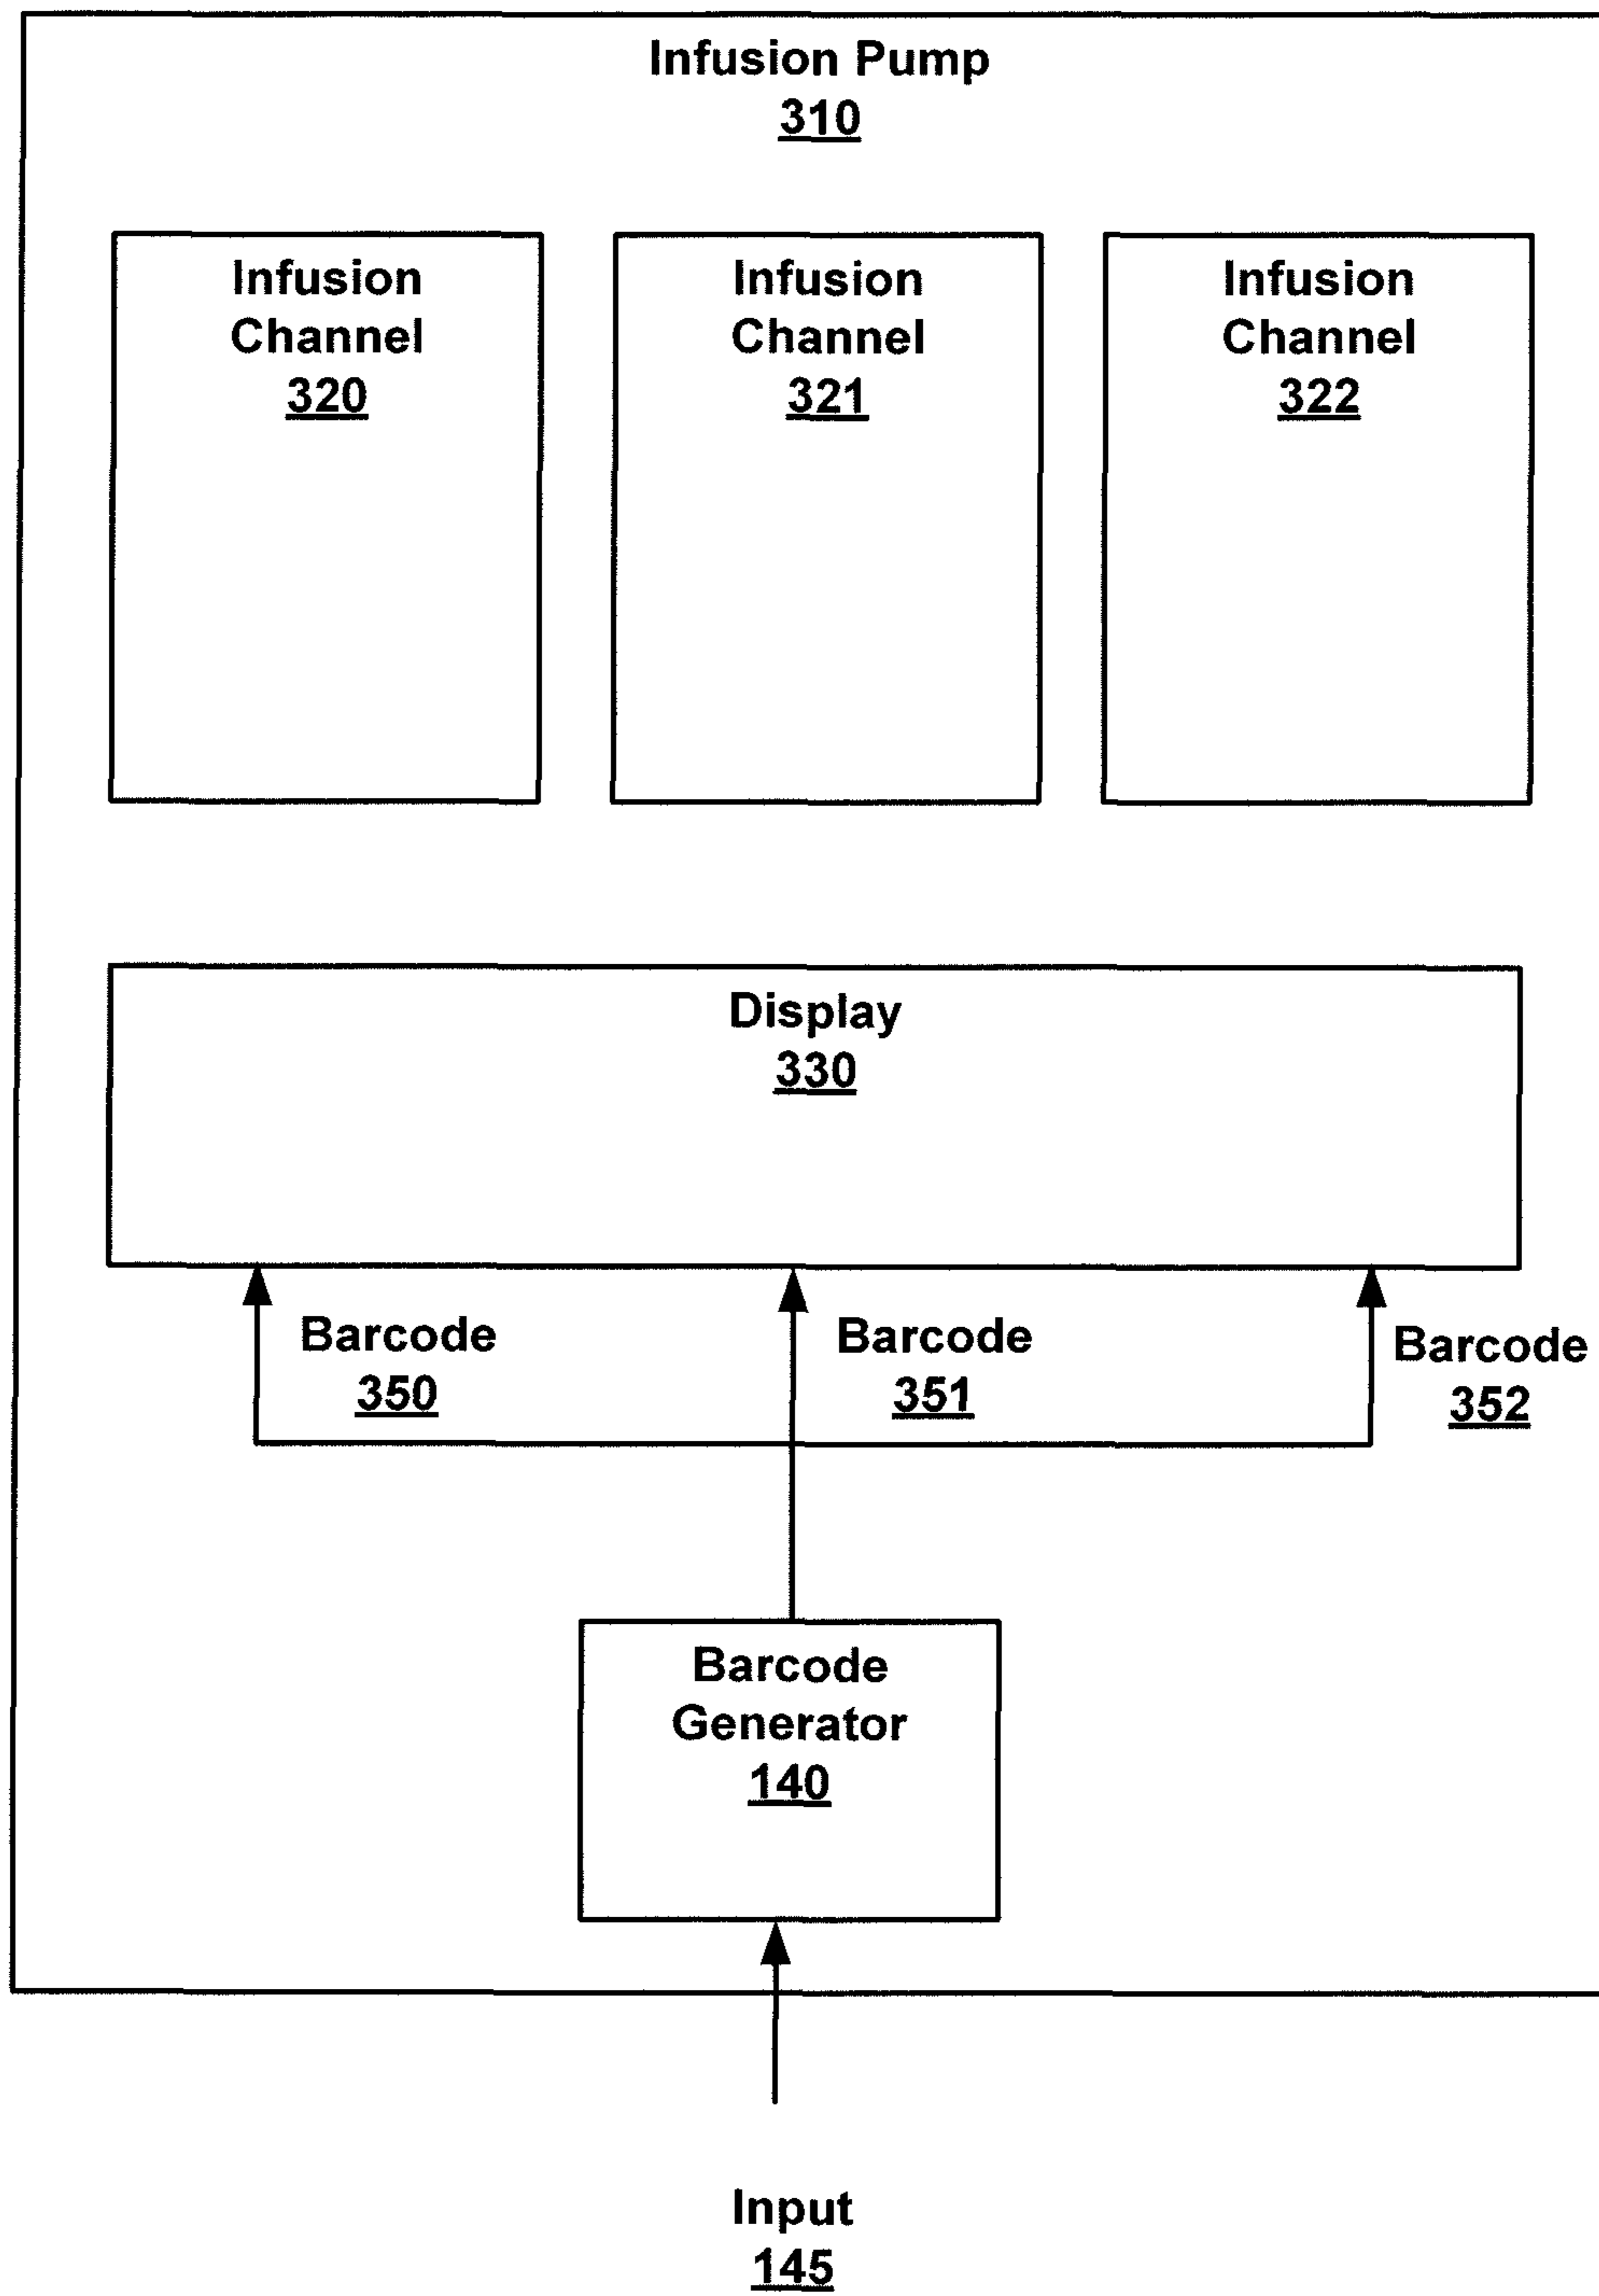 Infusion Pump
310
Infusion
Channel
320
Infusion
Channel
321
Infusion
Channel
322
Display
330
Barcode
350
Barcode
351
Barcode
352
Barcode
Generator
140
Input
145